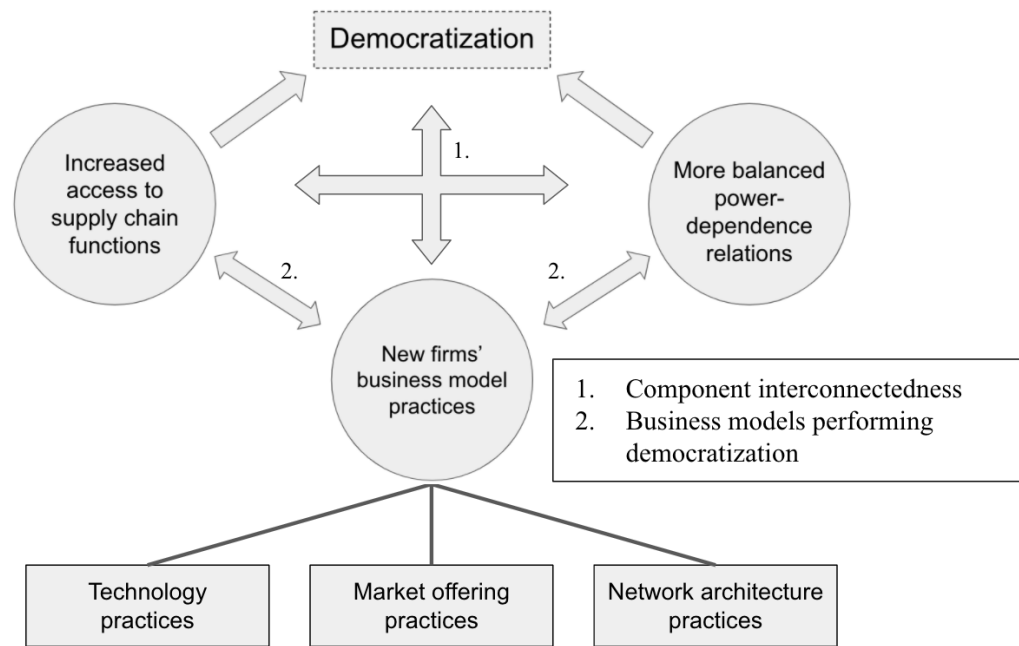 Democratization
1.
Increased
access to
supply chain
functions
More balanced
power-
dependence
relations
2.
2.
New firms’
business model
practices
1. Component interconnectedness
2. Business models performing
democratization
Technology
practices
Market offering
practices
Network architecture
practices